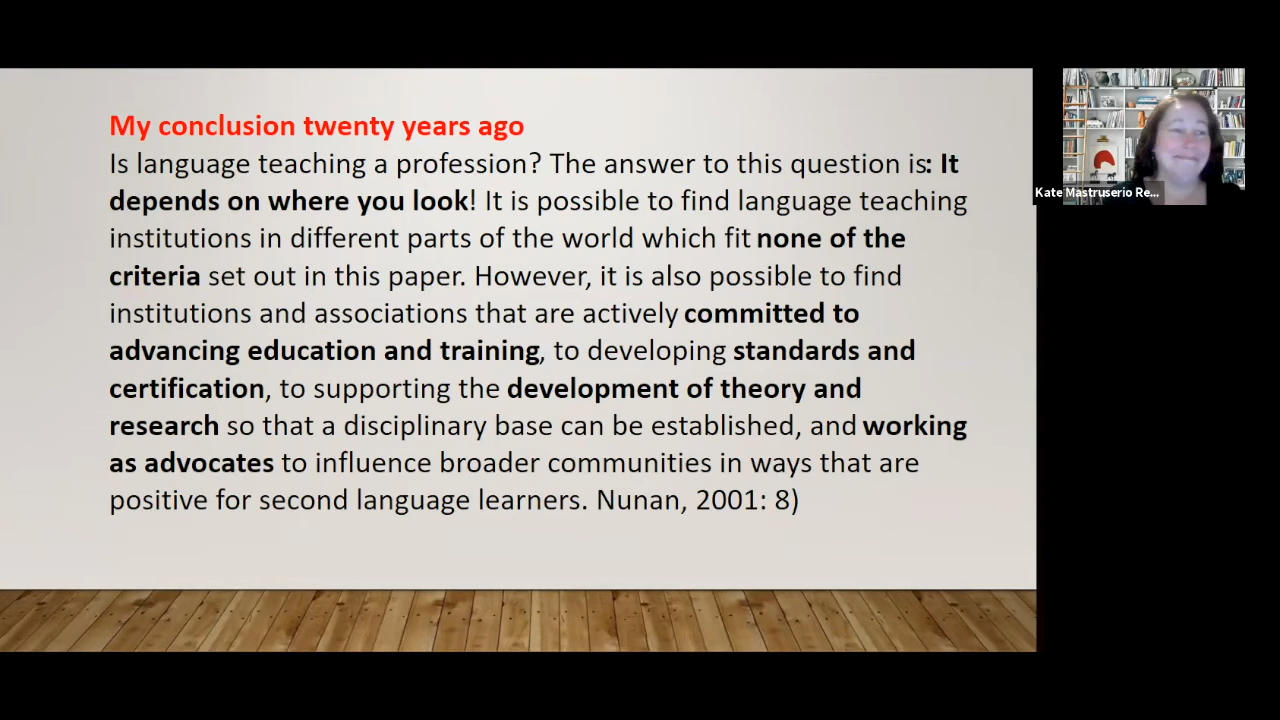 My conclusion twenty years ago
Is language teaching a profession? The answer to this question is: It
depends on where you look! It is possible to find language teaching
institutions in different parts of the world which fit none of the
criteria set out in this paper. However, it is also possible to find
institutions and associations that are actively committed to
advancing education and training, to developing standards and
certification, to supporting the development of theory and
research so that a disciplinary base can be established, and working
as advocates to influence broader communities in ways that are
positive for second language learners. Nunan, 2001: 8)
Kate Mastruserio Re...